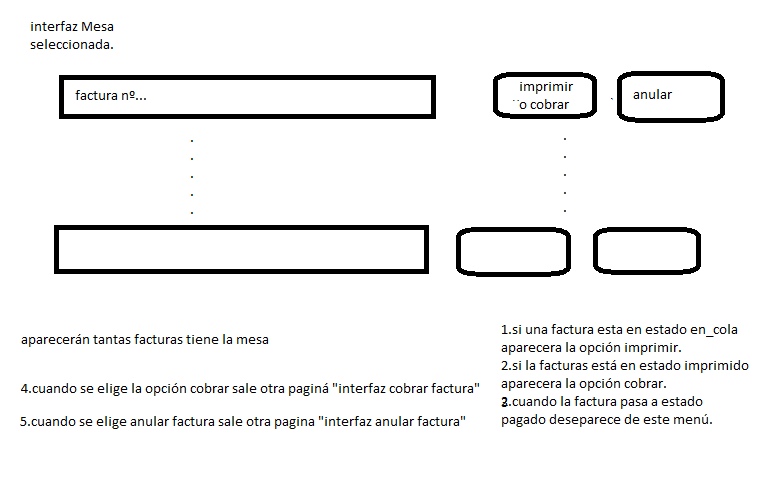 interfaz Mesa
seleccionada.
factura nº...
imprimir
o cobrar
anular
aparecerán tantas facturas tiene la mesa
4.cuando se elige la opción cobrar sale otra paginá "interfaz cobrar factura"
5.cuando se elige anular factura sale otra pagina "interfaz anular factura"
1.si una factura esta en estado en_cola
aparecera la opción imprimir.
2.si la facturas está en estado imprimido
aparecera la opción cobrar.
3.cuando la factura pasa a estado
pagado deseparece de este menú.